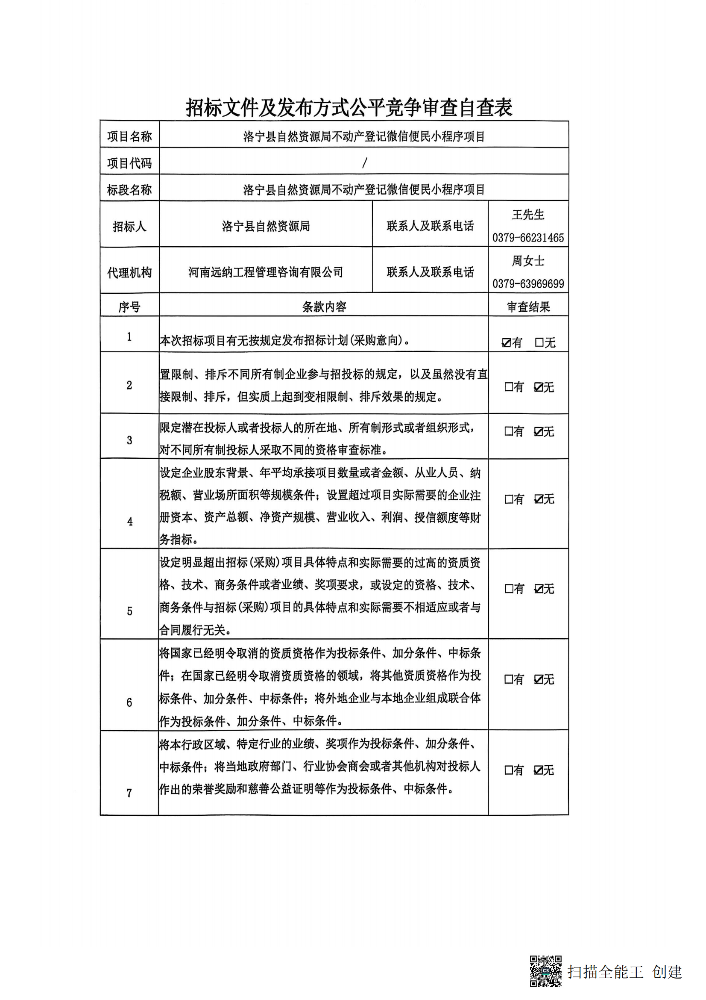 招标文件及发布方式公平竞争审查自查表
项目名称 洛宁县自然资源局不动产登记微信便民小程序项目
项目代码 /
标段名称 洛宁县自然资源局不动产登记微信便民小程序项目
招标人 洛宁县自然资源局 联系人及联系电话 王先生
0379-66231465
代理机构 河南远纳工程管理咨询有限公司 联系人及联系电话 周女士
0379-63969699
序号 条款内容 审查结果
1 本次招标项目有无按规定发布招标计划(采购意向)。 ☑有 ☐无
2 置限制、排斥不同所有制企业参与招投标的规定，以及虽然没有直
接限制、排斥，但实质上起到变相限制、排斥效果的规定。 ☐有 ☑无
3 限定潜在投标人或者投标人的所在地、所有制形式或者组织形式，
对不同所有制投标人采取不同的资格审查标准。 ☐有 ☑无
4 设定企业股东背景、年平均承接项目数量或者金额、从业人员、纳
税额、营业场所面积等规模条件；设置超过项目实际需要的企业注
册资本、资产总额、净资产规模、营业收入、利润、授信额度等财
务指标。 ☐有 ☑无
5 设定明显超出招标(采购)项目具体特点和实际需要的过高的资质资
格、技术、商务条件或者业绩、奖项要求，或设定的资格、技术、
商务条件与招标(采购)项目的具体特点和实际需要不相适应或者与
合同履行无关。 ☐有 ☑无
6 将国家已经明令取消的资质资格作为投标条件、加分条件、中标条
件；在国家已经明令取消资质资格的领域，将其他资质资格作为投
标条件、加分条件、中标条件；将外地企业与本地企业组成联合体
作为投标条件、加分条件、中标条件。 ☐有 ☑无
7 将本行政区域、特定行业的业绩、奖项作为投标条件、加分条件、
中标条件；将当地政府部门、行业协会商会或者其他机构对投标人
作出的荣誉奖励和慈善公益证明等作为投标条件、中标条件。 ☐有 ☑无
CS
扫描全能王 创建